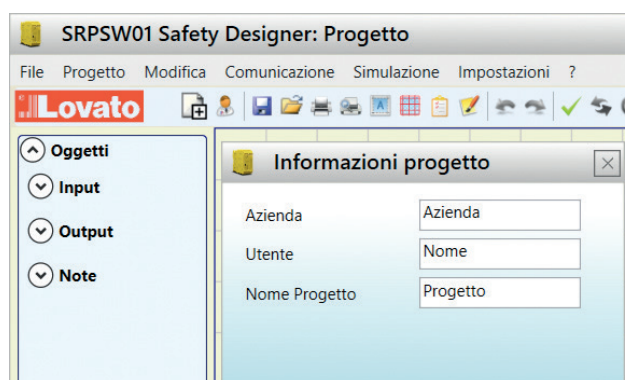 SRPSW01 Safety Designer: Progetto
File Progetto Modifica Comunicazione Simulazione Impostazioni ?
Lovato
Oggetti
Input
Output
Note
Informazioni progetto
Azienda Azienda
Utente Nome
Nome Progetto Progetto